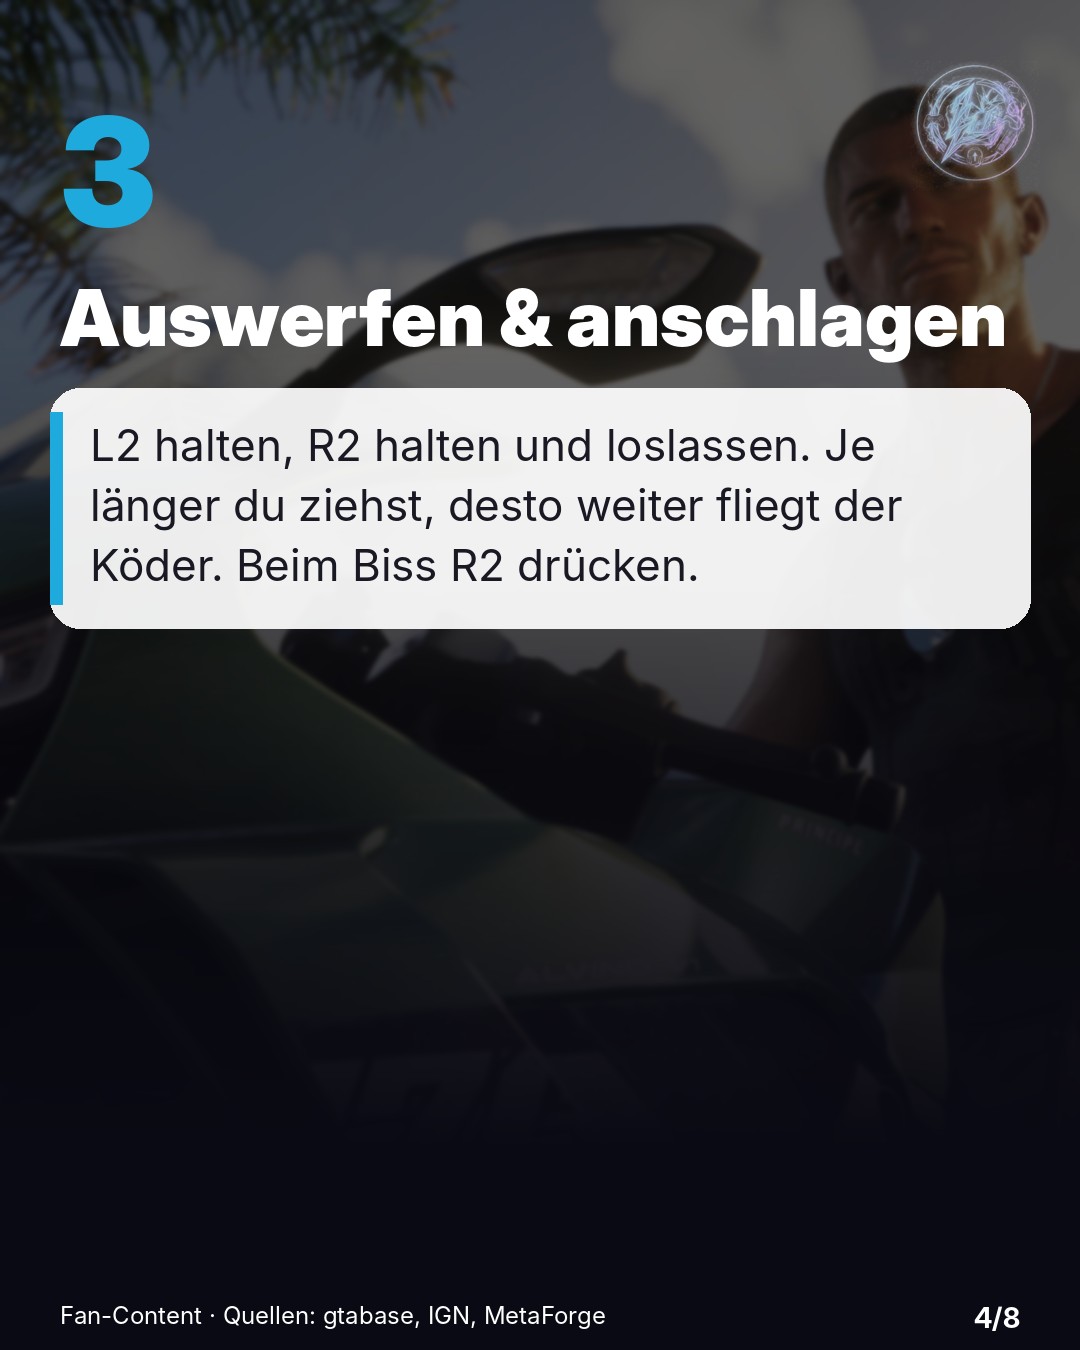 3
Auswerfen & anschlagen
L2 halten, R2 halten und loslassen. Je
länger du ziehst, desto weiter fliegt der
Köder. Beim Biss R2 drücken.
Fan-Content · Quellen: gtabase, IGN, MetaForge
4/8